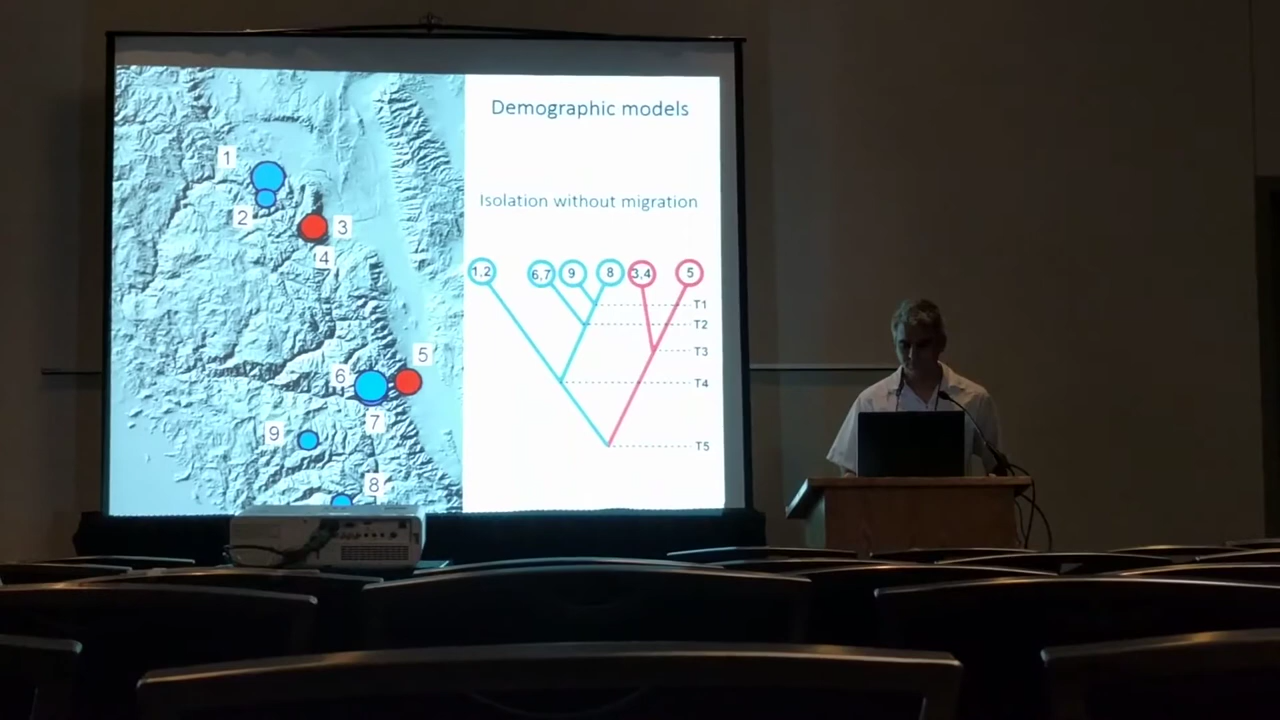 Demographic models
Isolation without migration
1
2
3
4
5
6
7
9
8
1,2
6,7
9
8
3,4
5
T1
T2
T3
T4
T5